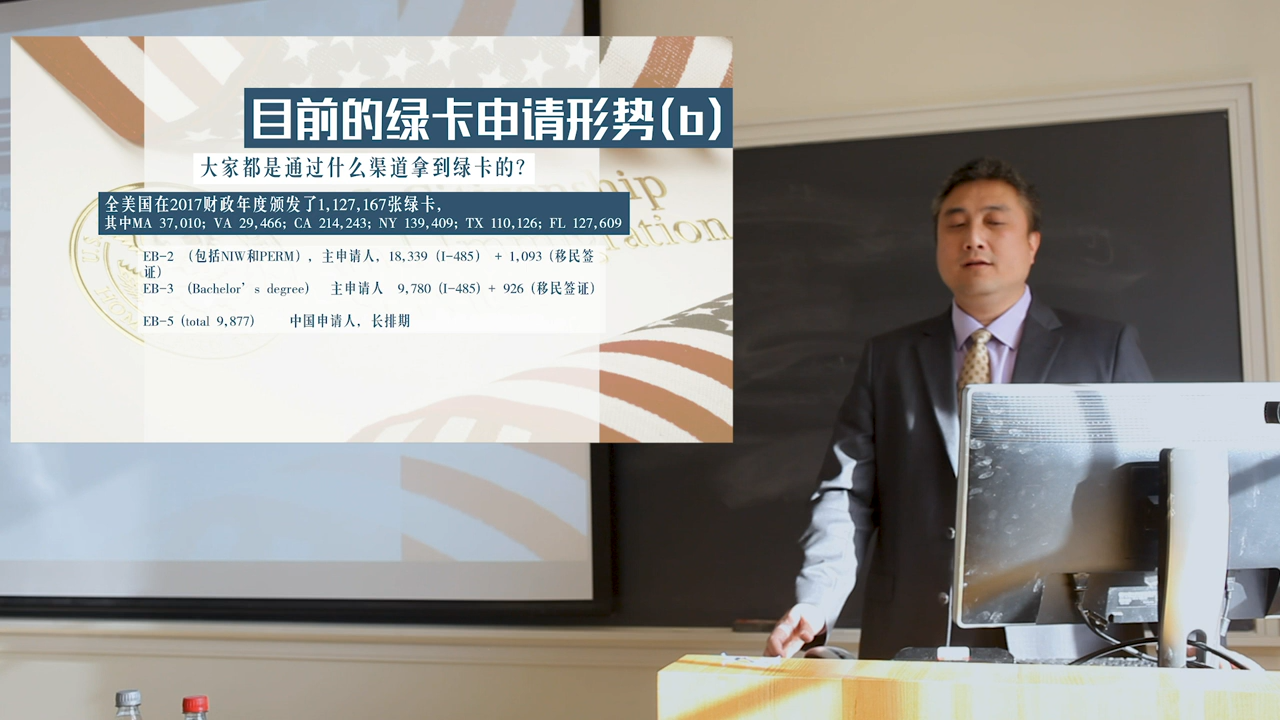 目前的绿卡申请形势(b)
大家都是通过什么渠道拿到绿卡的?
全美国在2017财政年度颁发了1,127,167张绿卡,
其中MA 37,010; VA 29,466; CA 214,243; NY 139,409; TX 110,126; FL 127,609
EB-2 (包括NIW和PERM), 主申请人, 18,339 (I-485) + 1,093 (移民签
证)
EB-3 (Bachelor's degree) 主申请人 9,780 (I-485) + 926 (移民签证)
EB-5 (total 9,877) 中国申请人, 长排期